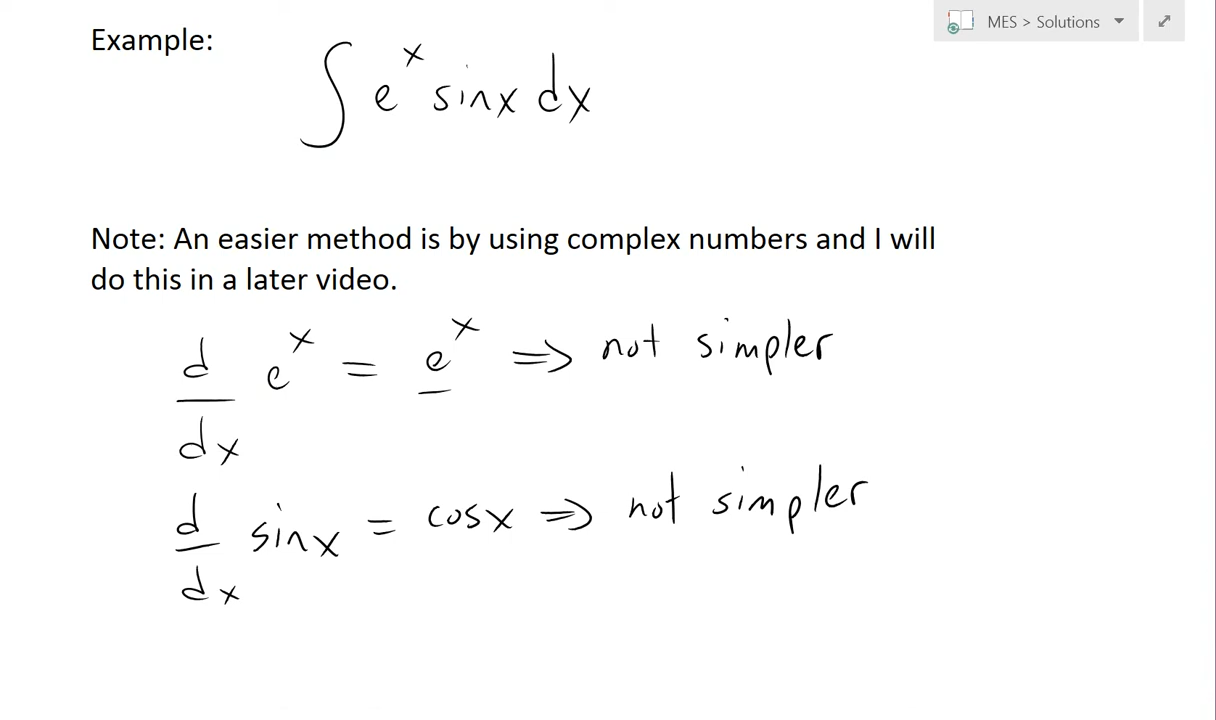 MES > Solutions
Example:
∫ e^x sinx dx
Note: An easier method is by using complex numbers and I will
do this in a later video.
d/dx e^x = e^x ⇒ not simpler
d/dx sinx = cosx ⇒ not simpler